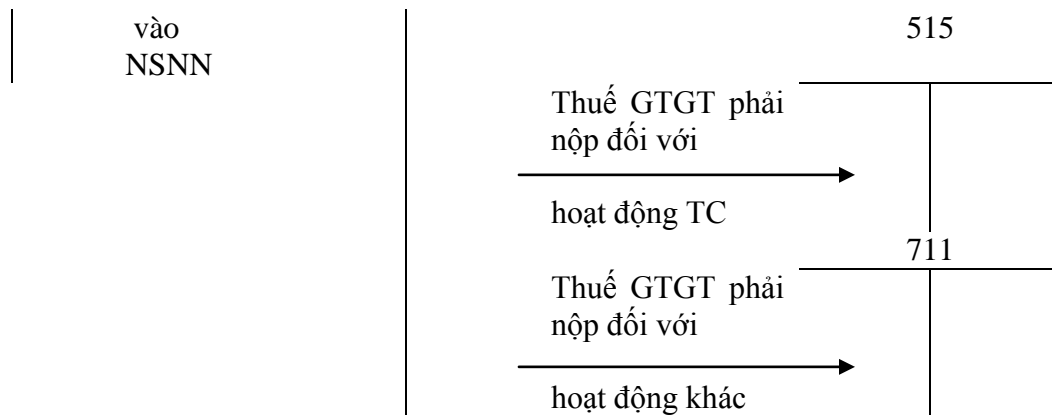 vào
NSNN
515
Thuế GTGT phải
nộp đối với
hoạt động TC
711
Thuế GTGT phải
nộp đối với
hoạt động khác